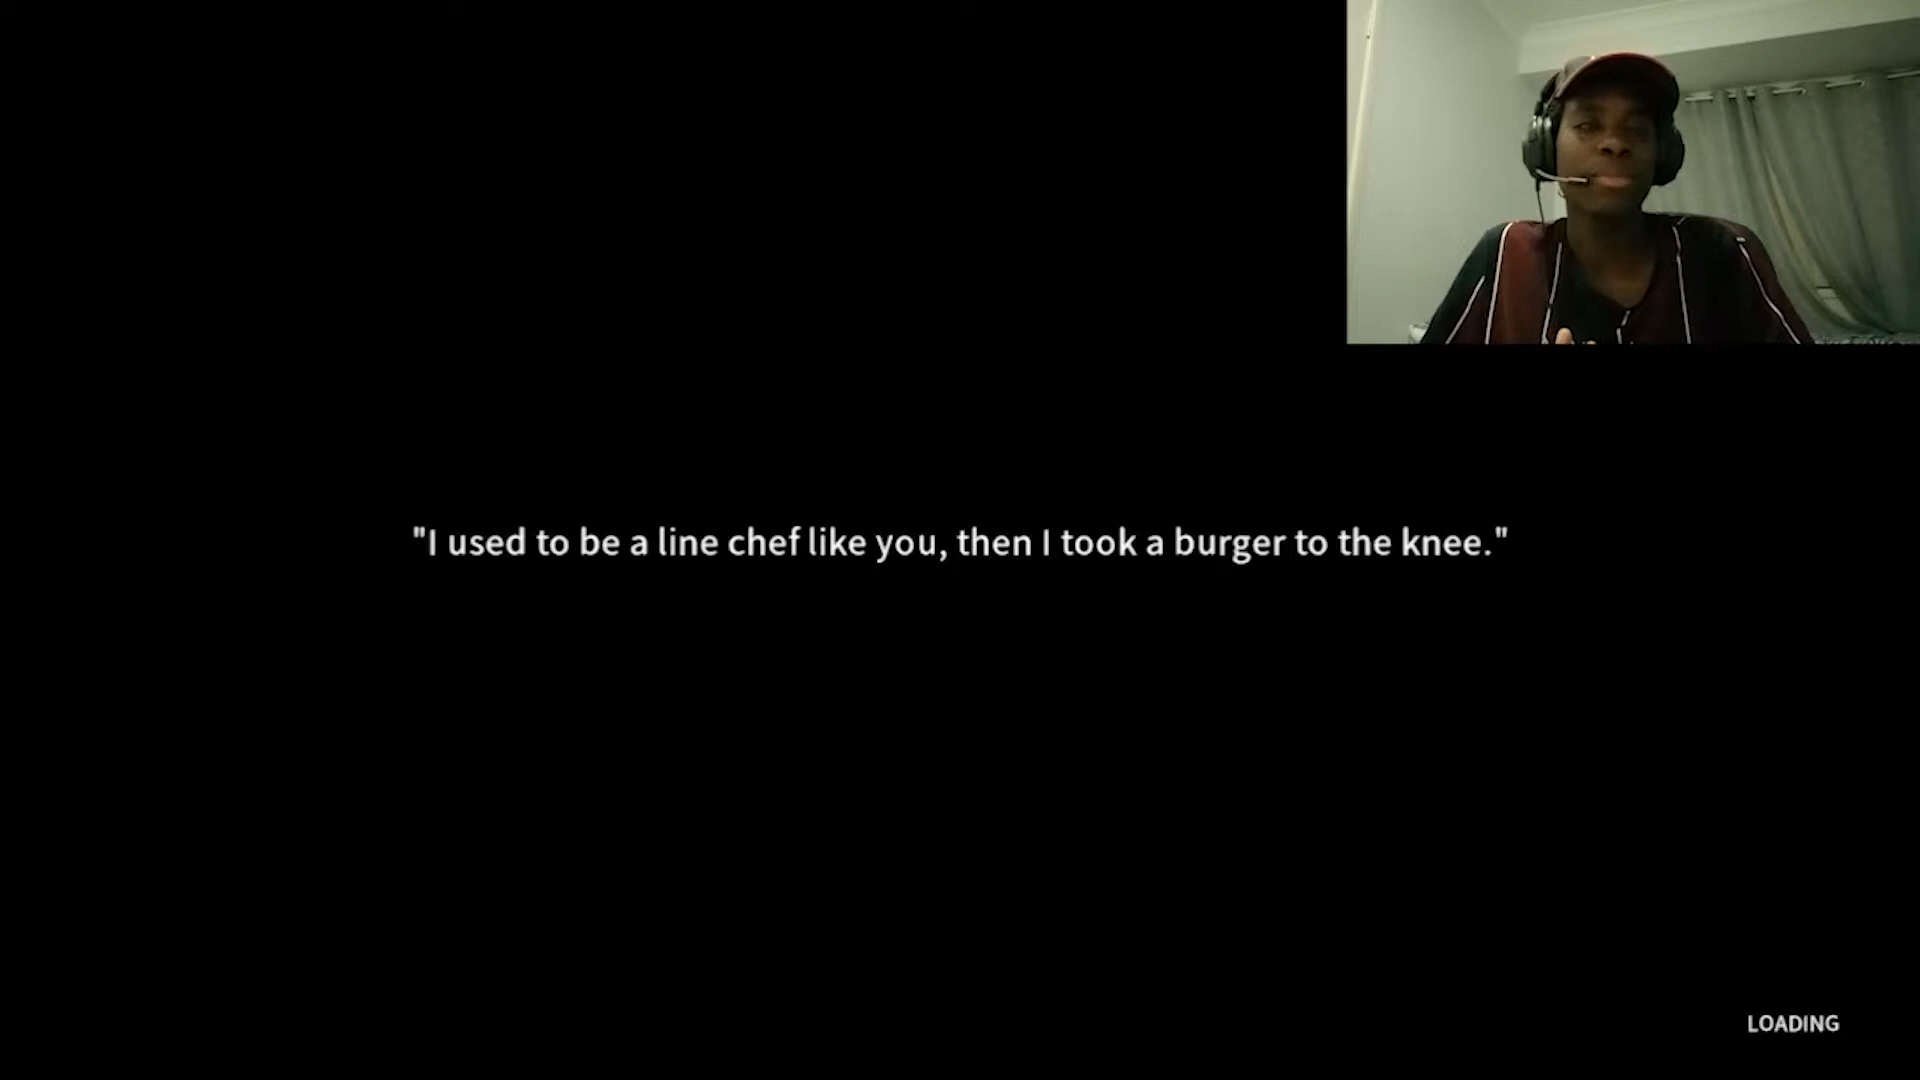 "I used to be a line chef like you, then I took a burger to the knee."
LOADING